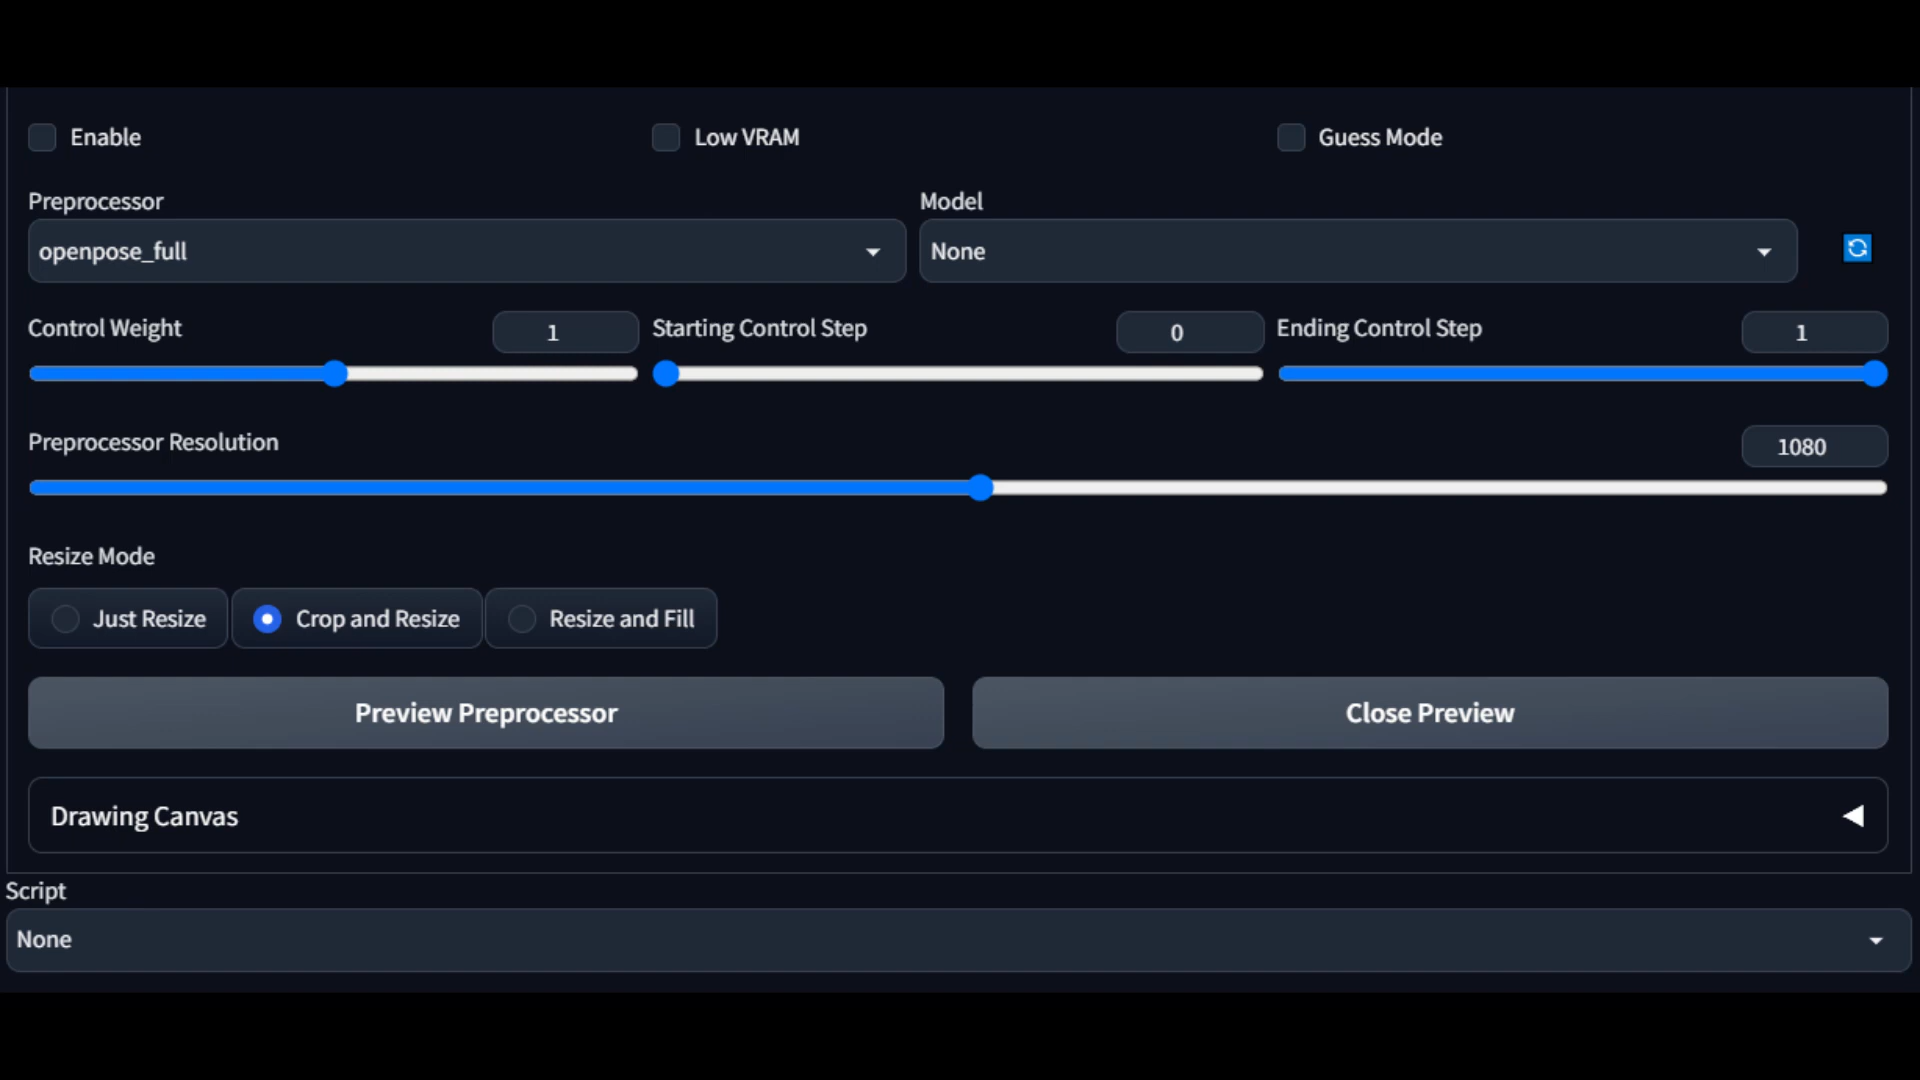 Enable
Low VRAM
Guess Mode
Preprocessor
Model
openpose_full
None
Control Weight
1
Starting Control Step
0
Ending Control Step
1
Preprocessor Resolution
1080
Resize Mode
Just Resize
Crop and Resize
Resize and Fill
Preview Preprocessor
Close Preview
Drawing Canvas
Script
None